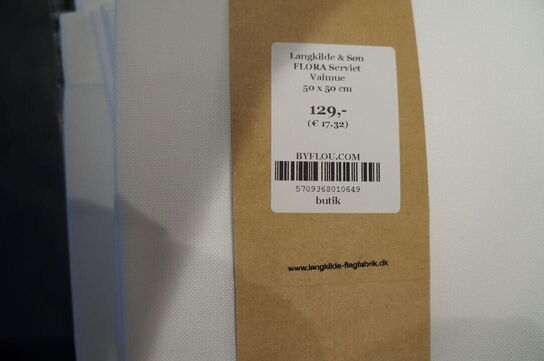 Langkilde & Søn
FLORA Serviet
Valmue
50 x 50 cm
129,-
(€ 17.32)
BYFLOU.COM
5709368010649
butik
www.langkilde-flagfabrik.dk